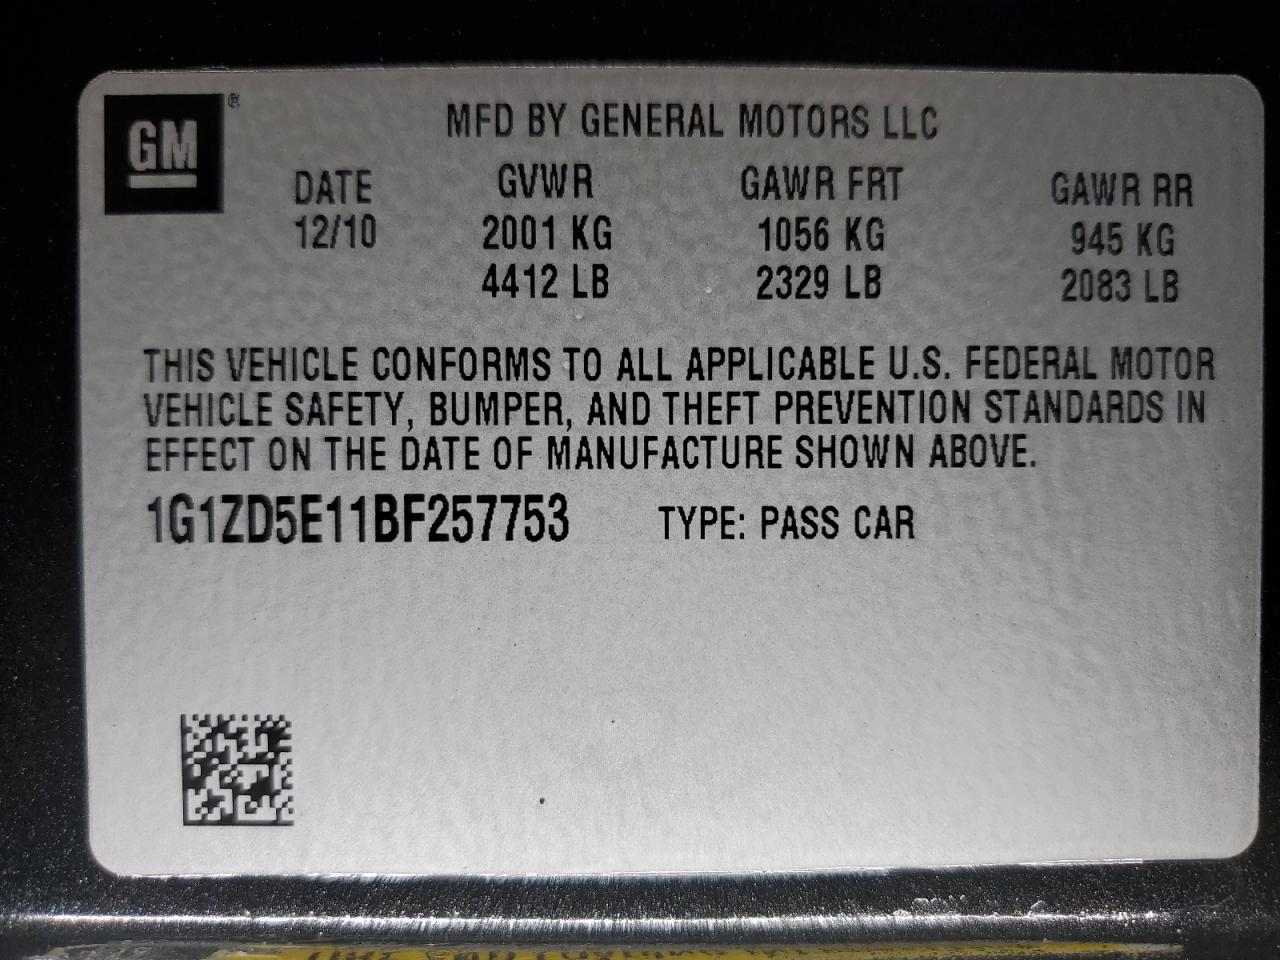 GM ®
MFD BY GENERAL MOTORS LLC
DATE GVWR GAWR FRT GAWR RR
12/10 2001 KG 1056 KG 945 KG
4412 LB 2329 LB 2083 LB
THIS VEHICLE CONFORMS TO ALL APPLICABLE U.S. FEDERAL MOTOR
VEHICLE SAFETY, BUMPER, AND THEFT PREVENTION STANDARDS IN
EFFECT ON THE DATE OF MANUFACTURE SHOWN ABOVE.
1G1ZD5E11BF257753 TYPE: PASS CAR